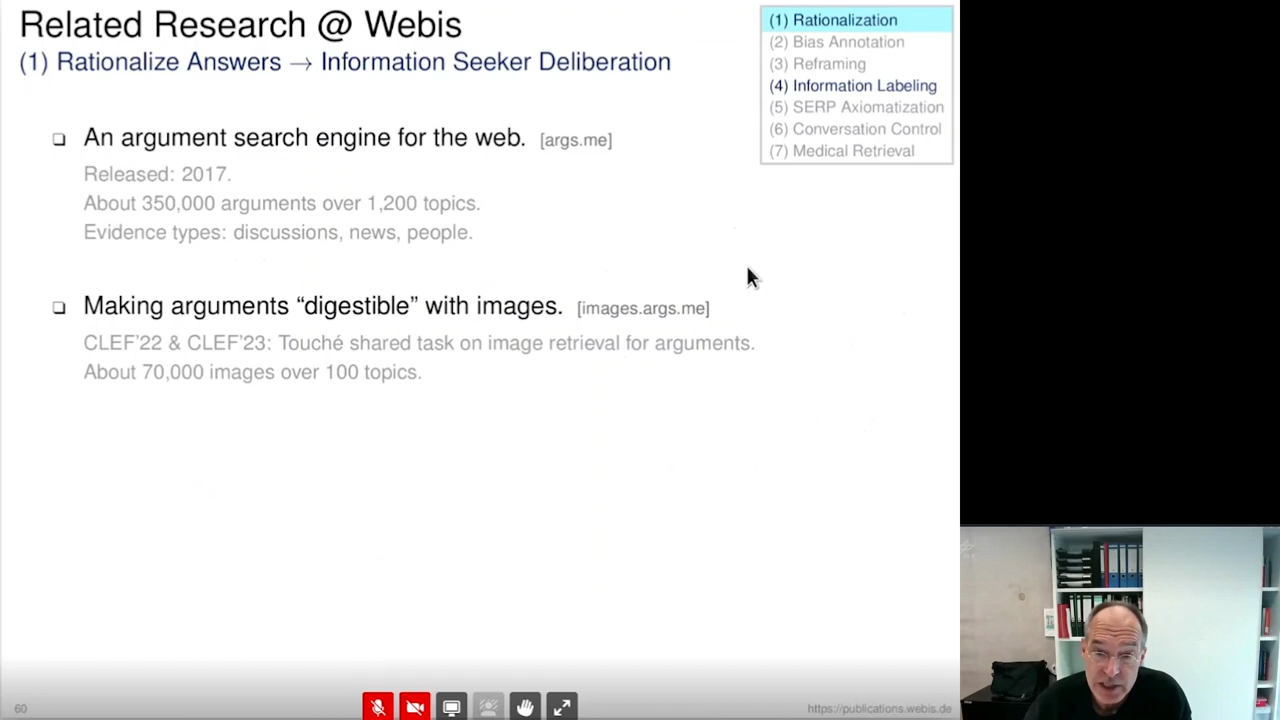 Related Research @ Webis
(1) Rationalize Answers → Information Seeker Deliberation
(1) Rationalization
(2) Bias Annotation
(3) Reframing
(4) Information Labeling
(5) SERP Axiomatization
(6) Conversation Control
(7) Medical Retrieval
❏ An argument search engine for the web. [args.me]
Released: 2017.
About 350,000 arguments over 1,200 topics.
Evidence types: discussions, news, people.
❏ Making arguments “digestible” with images. [images.args.me]
CLEF’22 & CLEF’23: Touché shared task on image retrieval for arguments.
About 70,000 images over 100 topics.
60
https://publications.webis.de